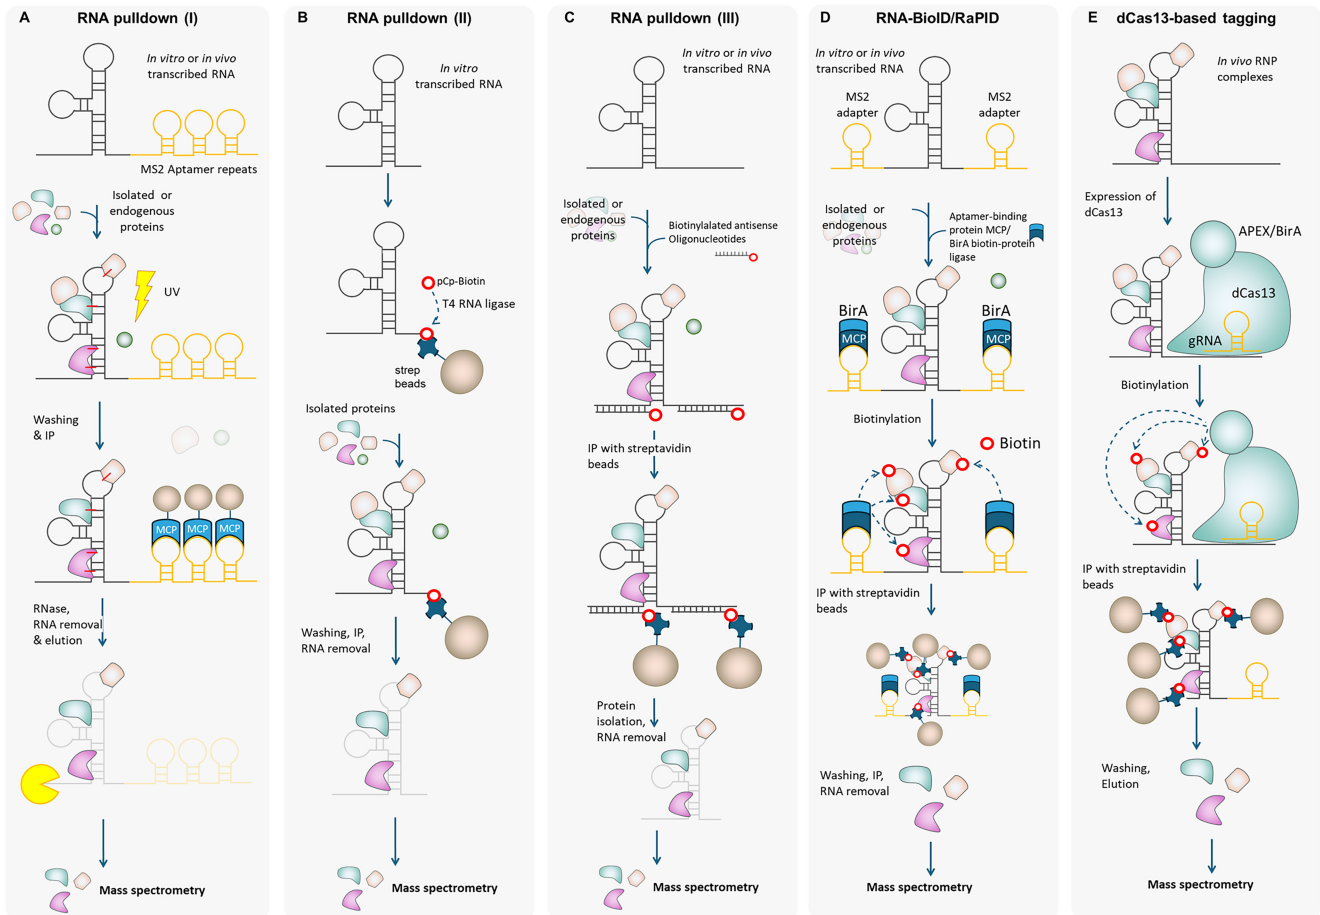 A RNA pulldown (I)
In vitro or in vivo
transcribed RNA
MS2 Aptamer repeats
Isolated or
endogenous
proteins
UV
Washing
& IP
MCP MCP MCP
RNase,
RNA removal
& elution
Mass spectrometry
B RNA pulldown (II)
In vitro
transcribed RNA
pCp-Biotin
T4 RNA ligase
strep
beads
Isolated proteins
Washing, IP,
RNA removal
Mass spectrometry
C RNA pulldown (III)
In vitro or in vivo
transcribed RNA
Isolated or
endogenous
proteins
Biotinylalated antisense
Oligonucleotides
IP with streptavidin
beads
Protein
isolation,
RNA removal
Mass spectrometry
D RNA-BioID/RaPID
In vitro or in vivo
transcribed RNA
MS2
adapter
MS2
adapter
Isolated or
endogenous
proteins
Aptamer-binding
protein MCP/
BirA biotin-protein
ligase
BirA BirA
MCP MCP
Biotinylation
Biotin
IP with streptavidin
beads
Washing, IP,
RNA removal
Mass spectrometry
E dCas13-based tagging
In vivo RNP
complexes
Expression of
dCas13
APEX/BirA
dCas13
gRNA
Biotinylation
IP with streptavidin
beads
Washing,
Elution
Mass spectrometry